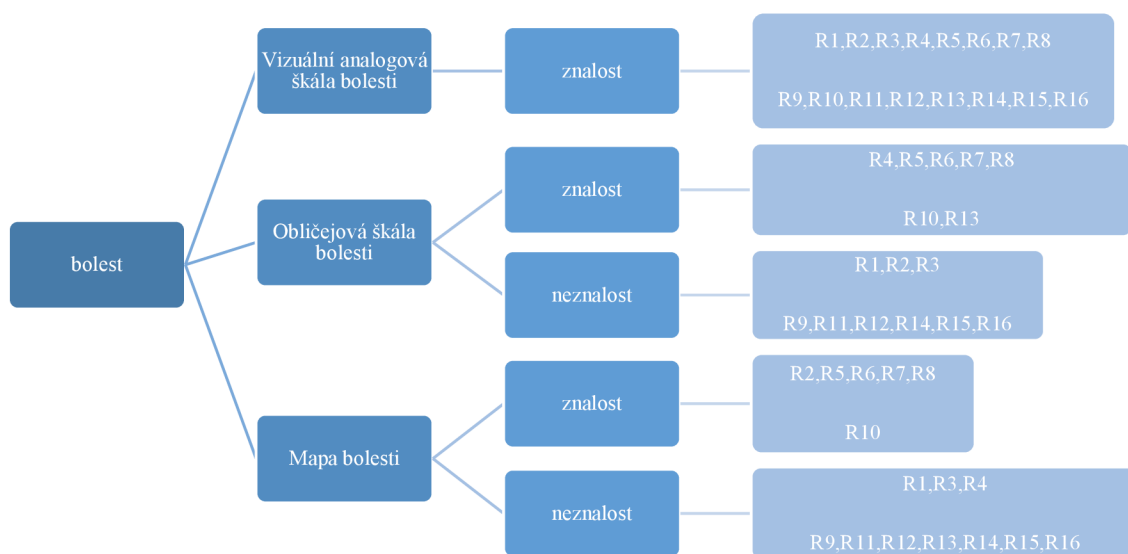 bolest
Vizuální analogová
škála bolesti
znalost
R1,R2,R3,R4,R5,R6,R7,R8
R9,R10,R11,R12,R13,R14,R15,R16
Obličejová škála
bolesti
znalost
R4,R5,R6,R7,R8
R10,R13
neznalost
R1,R2,R3
R9,R11,R12,R14,R15,R16
Mapa bolesti
znalost
R2,R5,R6,R7,R8
R10
neznalost
R1,R3,R4
R9,R11,R12,R13,R14,R15,R16